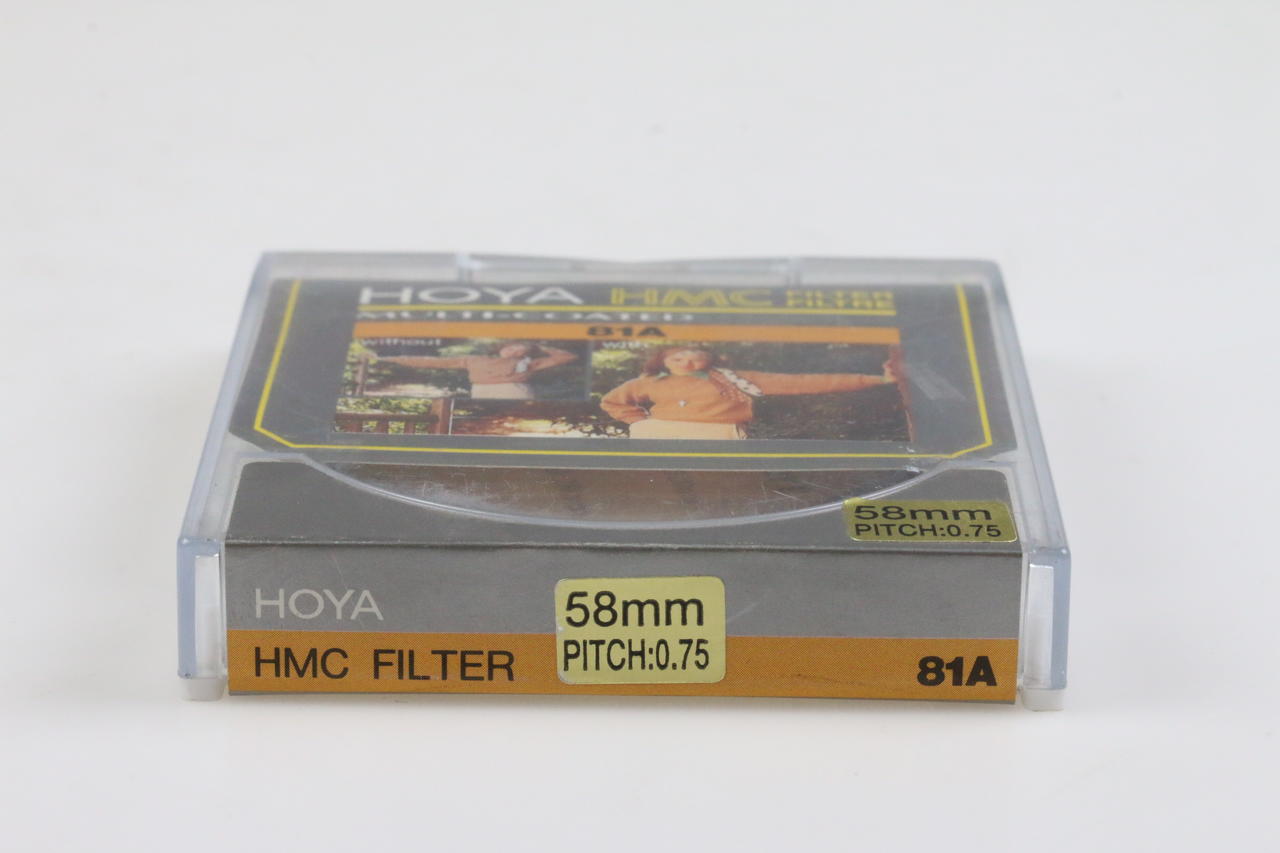 HOYA HMC FILTER
FILTRE
MULTI-COATED
81A
without
with
58mm
PITCH:0.75
HOYA
58mm
PITCH:0.75
HMC FILTER
81A